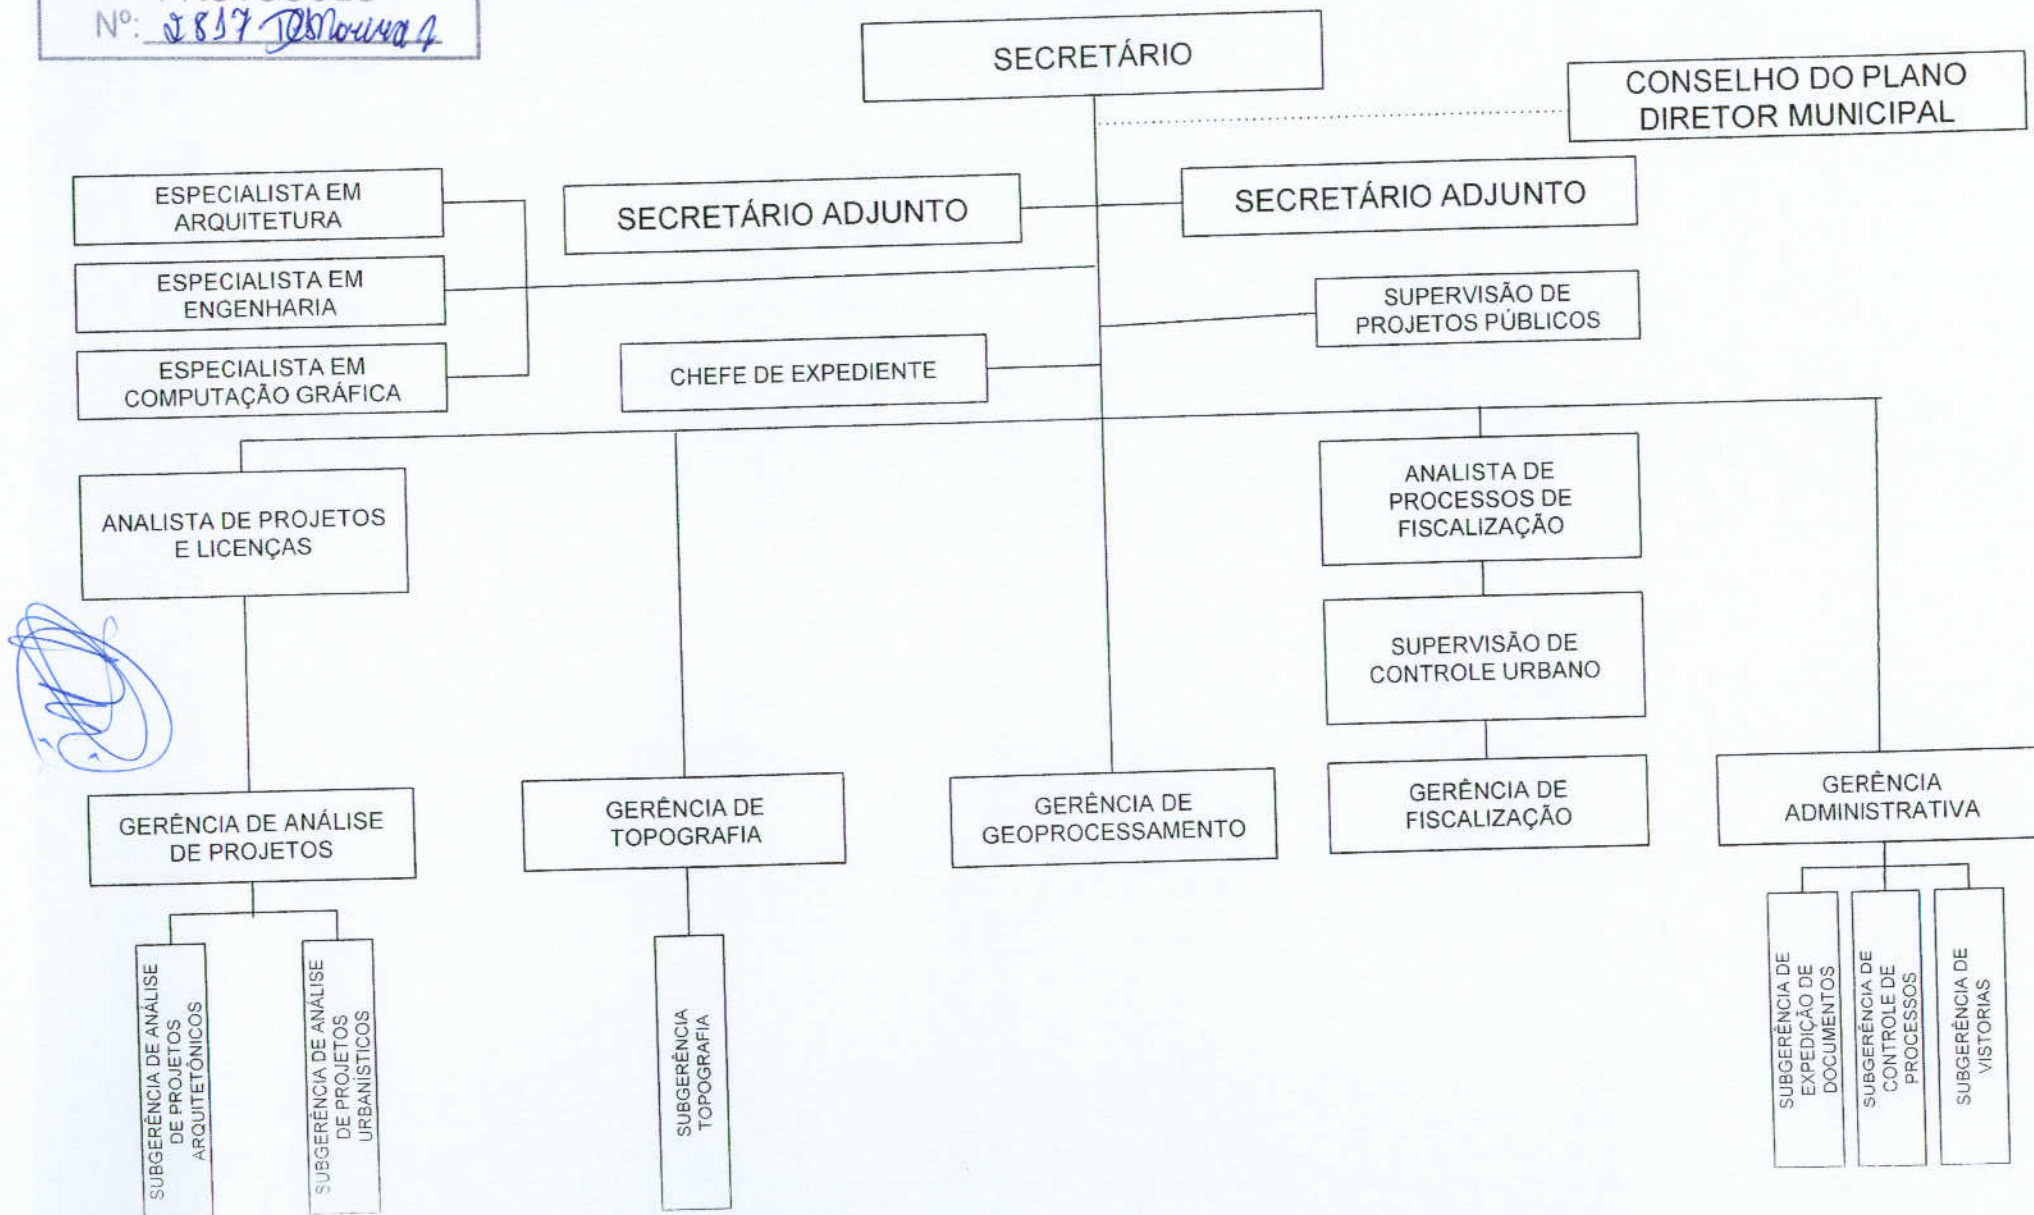 Nº: 2817
SECRETÁRIO
CONSELHO DO PLANO
DIRETOR MUNICIPAL
ESPECIALISTA EM
ARQUITETURA
SECRETÁRIO ADJUNTO
SECRETÁRIO ADJUNTO
ESPECIALISTA EM
ENGENHARIA
SUPERVISÃO DE
PROJETOS PÚBLICOS
ESPECIALISTA EM
COMPUTAÇÃO GRÁFICA
CHEFE DE EXPEDIENTE
ANALISTA DE PROJETOS
E LICENÇAS
ANALISTA DE
PROCESSOS DE
FISCALIZAÇÃO
SUPERVISÃO DE
CONTROLE URBANO
GERÊNCIA DE ANÁLISE
DE PROJETOS
GERÊNCIA DE
TOPOGRAFIA
GERÊNCIA DE
GEOPROCESSAMENTO
GERÊNCIA DE
FISCALIZAÇÃO
GERÊNCIA
ADMINISTRATIVA
SUBGERÊNCIA DE ANÁLISE
DE PROJETOS
ARQUITETÔNICOS
SUBGERÊNCIA DE ANÁLISE
DE PROJETOS
URBANÍSTICOS
SUBGERÊNCIA
TOPOGRAFIA
SUBGERÊNCIA DE
EXPEDIÇÃO DE
DOCUMENTOS
SUBGERÊNCIA DE
CONTROLE DE
PROCESSOS
SUBGERÊNCIA DE
VISTORIAS